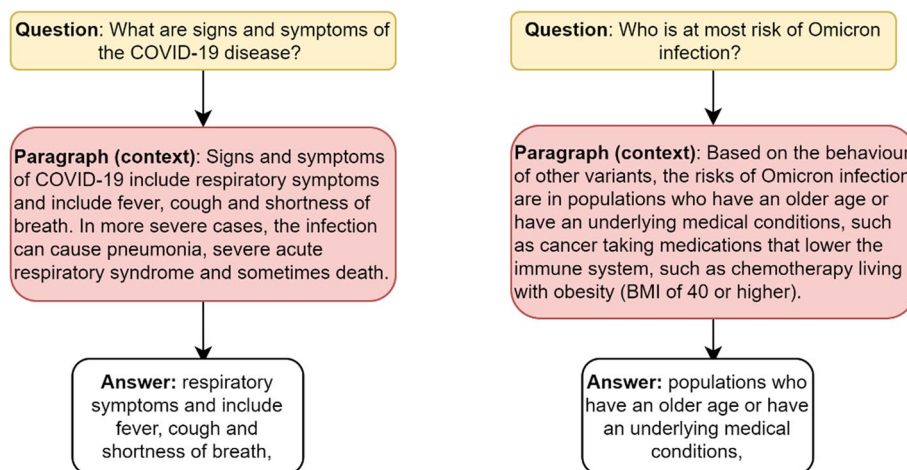 Question: What are signs and symptoms of
the COVID-19 disease?
Paragraph (context): Signs and symptoms
of COVID-19 include respiratory symptoms
and include fever, cough and shortness of
breath. In more severe cases, the infection
can cause pneumonia, severe acute
respiratory syndrome and sometimes death.
Answer: respiratory
symptoms and include
fever, cough and
shortness of breath,
Question: Who is at most risk of Omicron
infection?
Paragraph (context): Based on the behaviour
of other variants, the risks of Omicron infection
are in populations who have an older age or
have an underlying medical conditions, such
as cancer taking medications that lower the
immune system, such as chemotherapy living
with obesity (BMI of 40 or higher).
Answer: populations who
have an older age or have
an underlying medical
conditions,